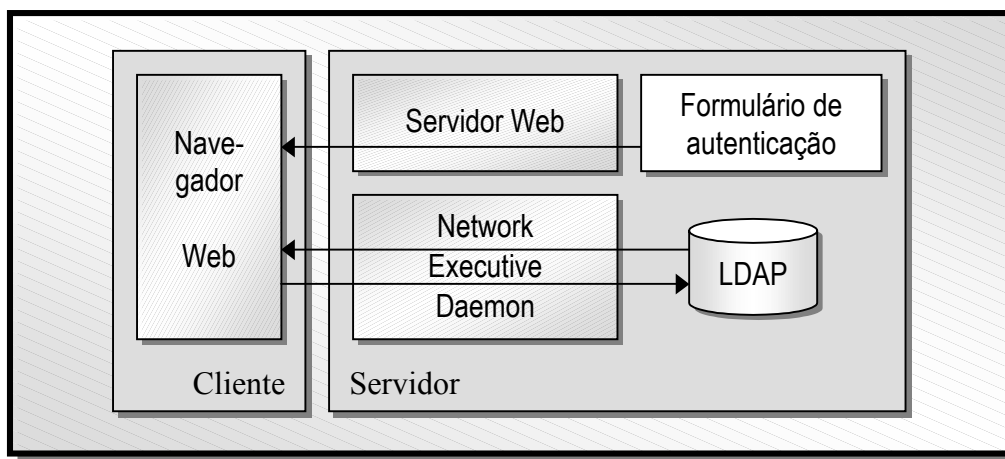 Nave-
gador
Web
Cliente
Servidor Web
Formulário de
autenticação
Network
Executive
Daemon
LDAP
Servidor